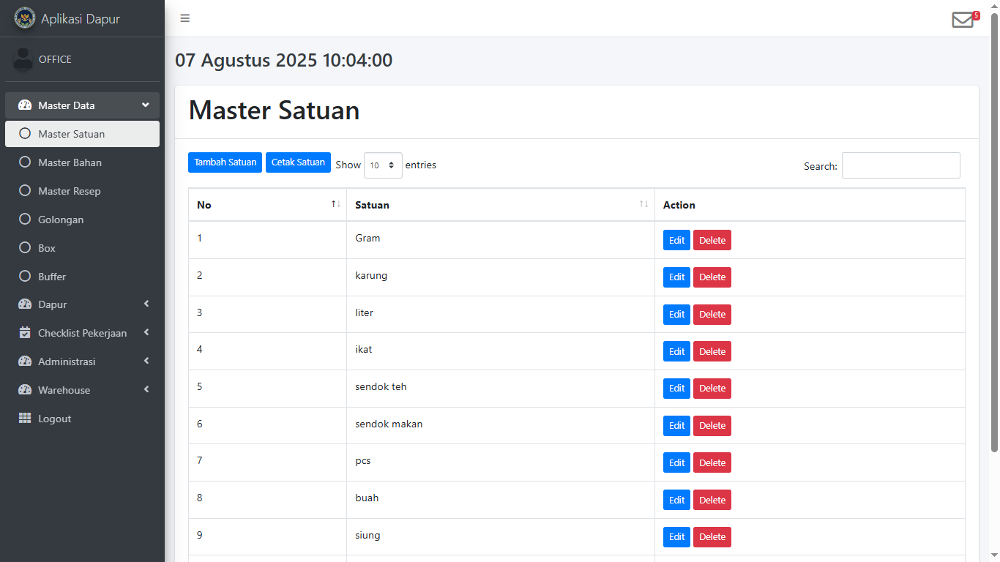 Aplikasi Dapur
5
OFFICE
07 Agustus 2025 10:04:00
Master Data
Master Satuan
Master Bahan
Master Resep
Golongan
Box
Buffer
Dapur
Checklist Pekerjaan
Administrasi
Warehouse
Logout
Master Satuan
Tambah Satuan Cetak Satuan Show 10 entries Search:
No Satuan Action
1 Gram Edit Delete
2 karung Edit Delete
3 liter Edit Delete
4 ikat Edit Delete
5 sendok teh Edit Delete
6 sendok makan Edit Delete
7 pcs Edit Delete
8 buah Edit Delete
9 siung Edit Delete